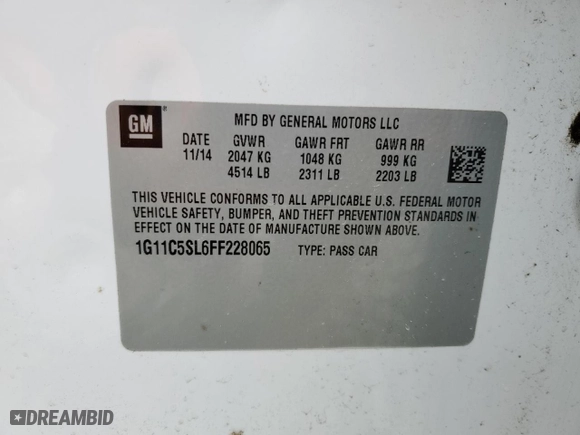 GM
MFD BY GENERAL MOTORS LLC
DATE GVWR GAWR FRT GAWR RR
11/14 2047 KG 1048 KG 999 KG
4514 LB 2311 LB 2203 LB
THIS VEHICLE CONFORMS TO ALL APPLICABLE U.S. FEDERAL MOTOR
VEHICLE SAFETY, BUMPER, AND THEFT PREVENTION STANDARDS IN
EFFECT ON THE DATE OF MANUFACTURE SHOWN ABOVE.
1G11C5SL6FF228065 TYPE: PASS CAR
DREAMBID